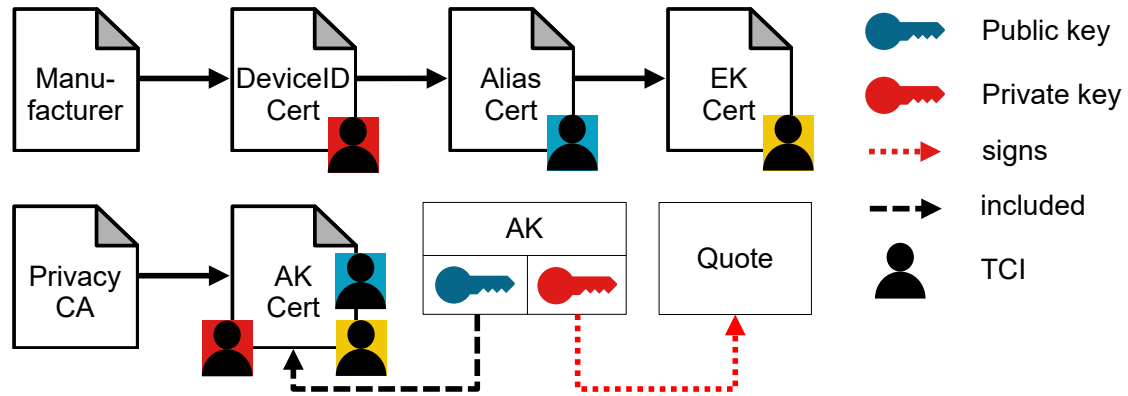 Manu-
facturer
DeviceID
Cert
Alias
Cert
EK
Cert
Public key
Private key
signs
included
TCI
Privacy
CA
AK
Cert
AK
Quote